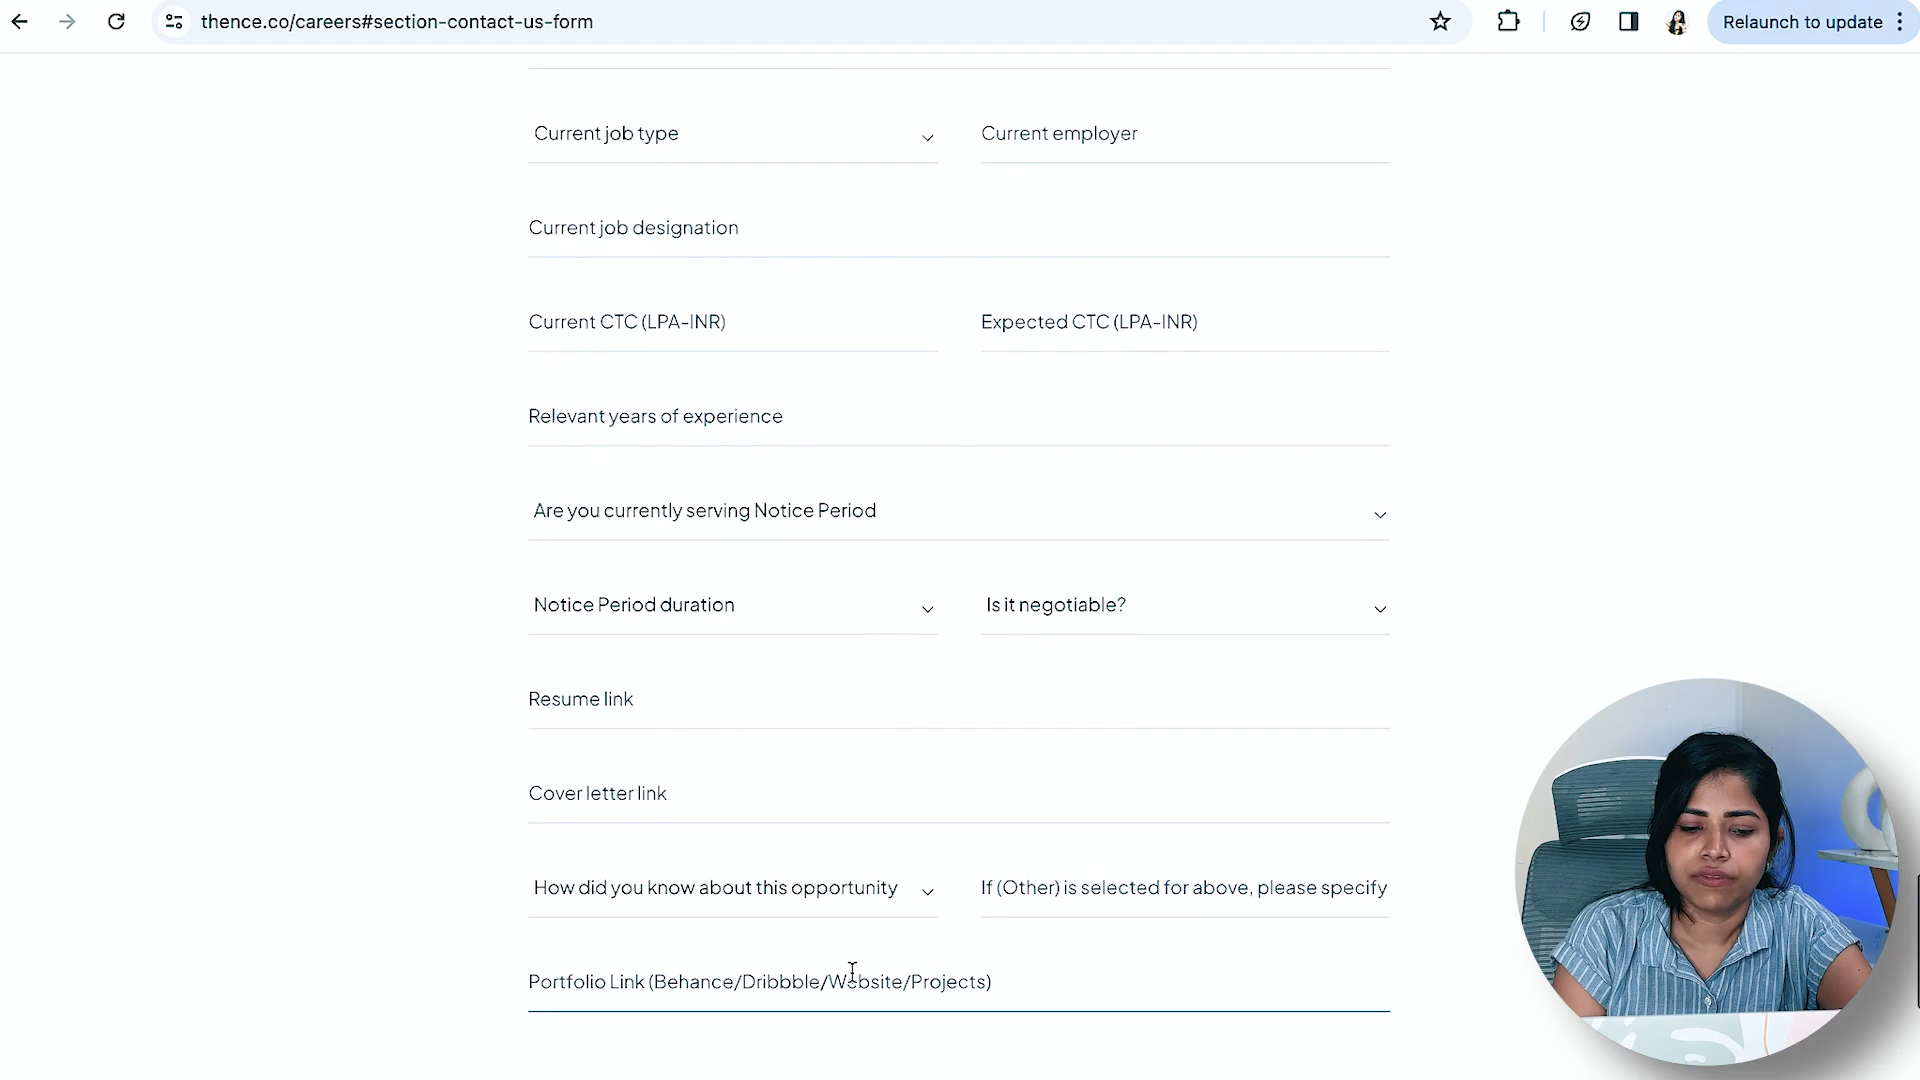 thence.co/careers#section-contact-us-form
Relaunch to update
Current job type
Current employer
Current job designation
Current CTC (LPA-INR)
Expected CTC (LPA-INR)
Relevant years of experience
Are you currently serving Notice Period
Notice Period duration
Is it negotiable?
Resume link
Cover letter link
How did you know about this opportunity
If (Other) is selected for above, please specify
Portfolio Link (Behance/Dribbble/Website/Projects)